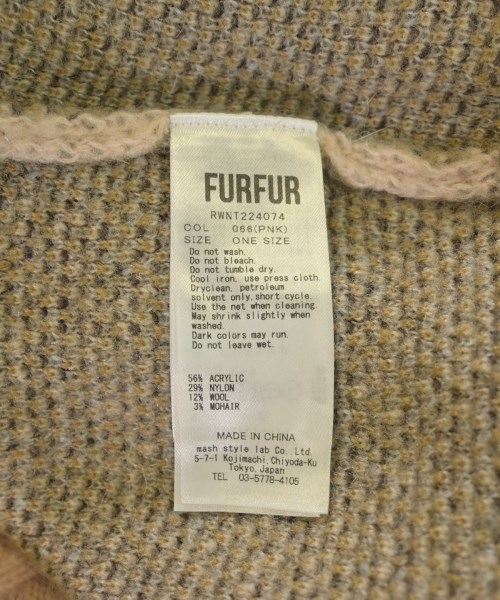 FURFUR
RWNT224074
COL 066(PNK)
SIZE ONE SIZE
Do not wash.
Do not bleach.
Do not tumble dry.
Cool iron, use press cloth.
Dryclean, petroleum
solvent only,short cycle.
Use the net when cleaning.
May shrink slightly when
washed.
Dark colors may run.
Do not leave wet.
56% ACRYLIC
29% NYLON
12% WOOL
3% MOHAIR
MADE IN CHINA
mash style lab Co.,Ltd.
5-7-1 Kojimachi,Chiyoda-Ku
Tokyo,Japan
TEL 03-5778-4105